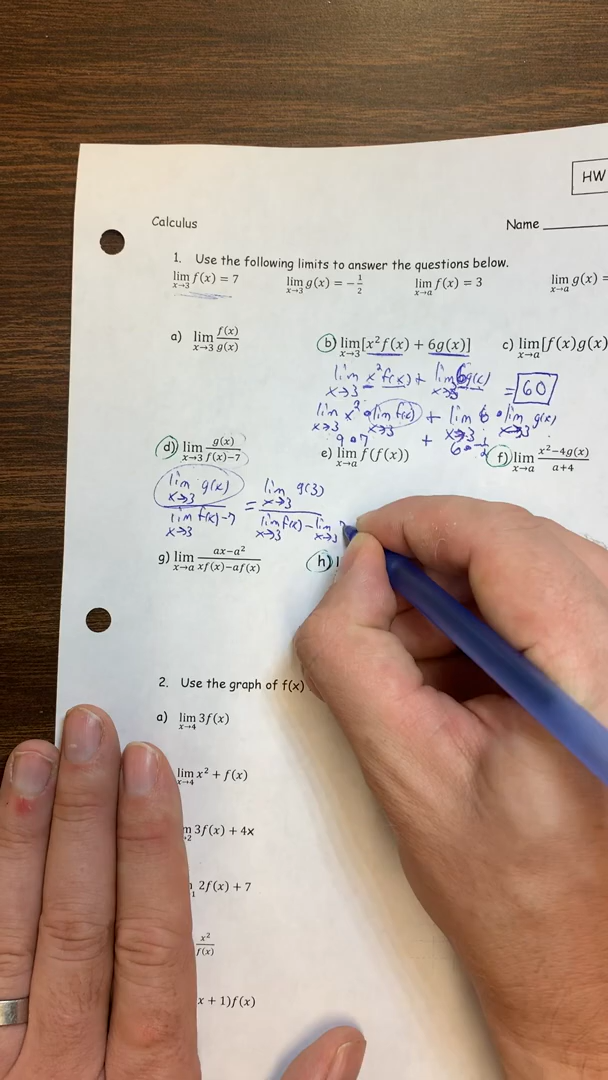 HW
Calculus Name
1. Use the following limits to answer the questions below.
lim x→3 f(x) = 7 lim x→3 g(x) = -1/2 lim x→a f(x) = 3 lim x→a g(x) =
a) lim x→3 f(x)/g(x) b) lim x→3 [x²f(x) + 6g(x)] c) lim x→a [f(x)g(x)
lim x→3 x²f(x) + lim x→3 6g(x) = 60
lim x→3 x² • lim x→3 f(x) + lim x→3 6 • lim x→3 g(x)
9 • 7 + 6 • -1/2
d) lim x→3 g(x)/f(x)-7 e) lim x→a f(f(x)) f) lim x→a x²-4g(x)/a+4
lim x→3 g(x) / lim x→3 f(x)-7 = lim x→3 g(3) / lim x→3 f(x) - lim x→3 7
g) lim x→a ax-a²/xf(x)-af(x) h)
2. Use the graph of f(x)
a) lim x→4 3f(x)
lim x→4 x² + f(x)
3f(x) + 4x
2f(x) + 7
x²/f(x)
x + 1)f(x)